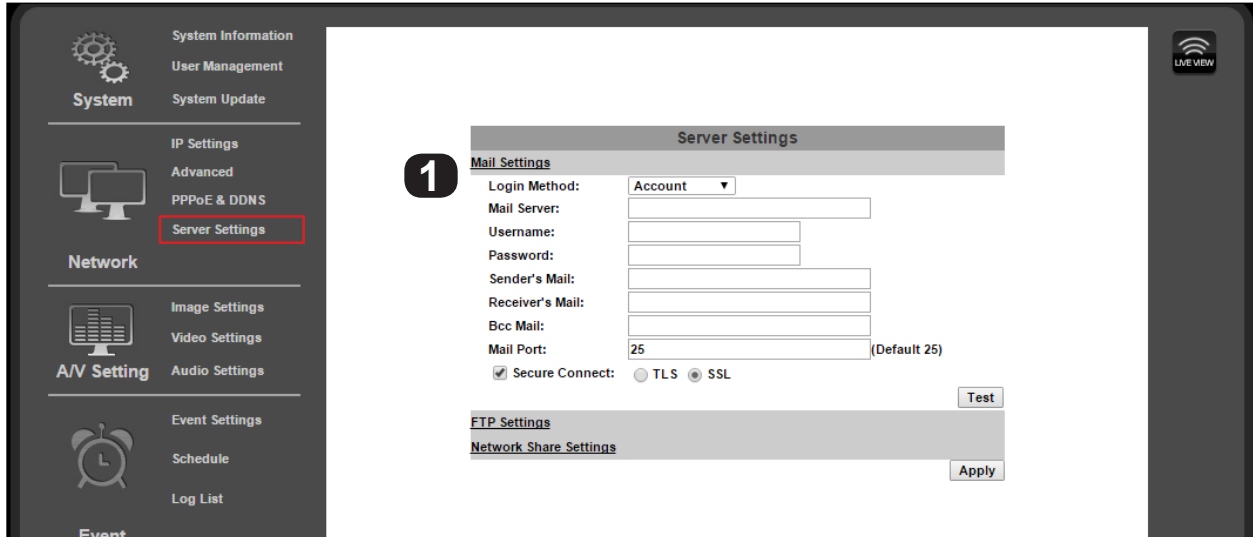 System Information
User Management
System
System Update
LIVE VIEW
IP Settings
Advanced
PPPoE & DDNS
Server Settings
Network
Image Settings
Video Settings
A/V Setting
Audio Settings
Event Settings
Schedule
Log List
Event
Server Settings
1
Mail Settings
Login Method: Account
Mail Server:
Username:
Password:
Sender's Mail:
Receiver's Mail:
Bcc Mail:
Mail Port: 25 (Default 25)
Secure Connect: TLS SSL
Test
FTP Settings
Network Share Settings
Apply